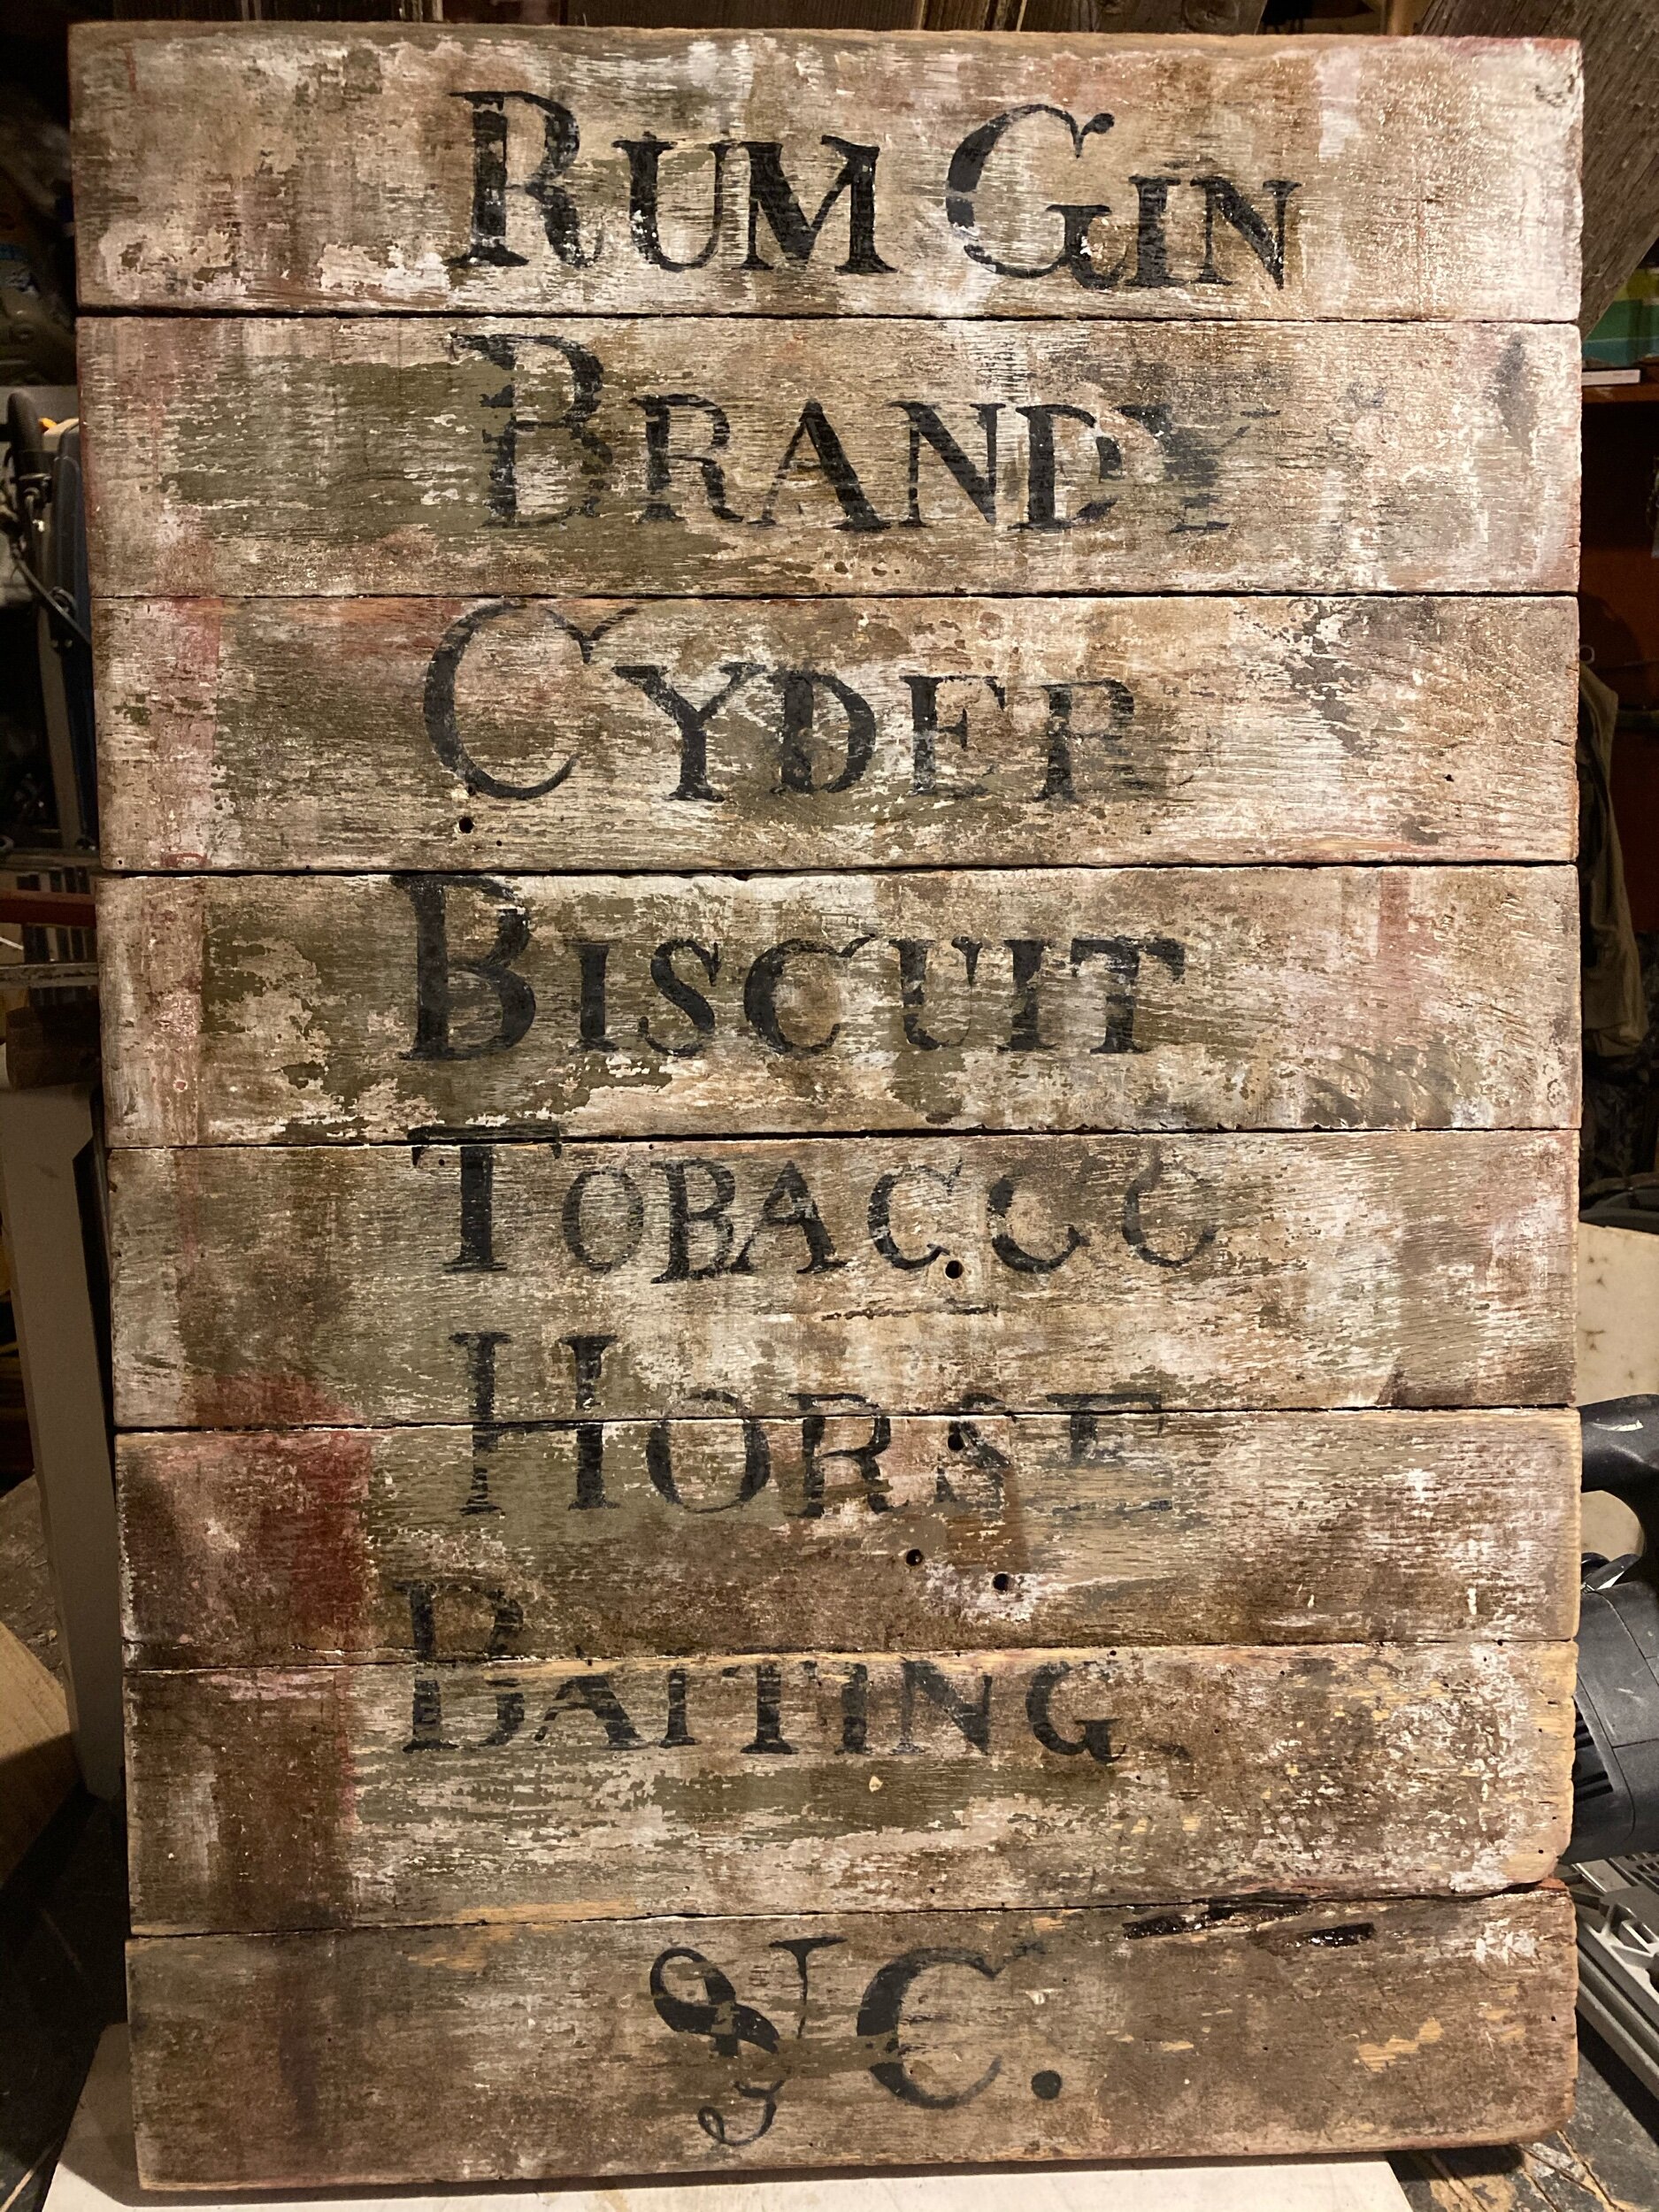 RUM GIN
BRANDY
CYDER
BISCUIT
TOBACCO
HORSE
BAITING
& C.